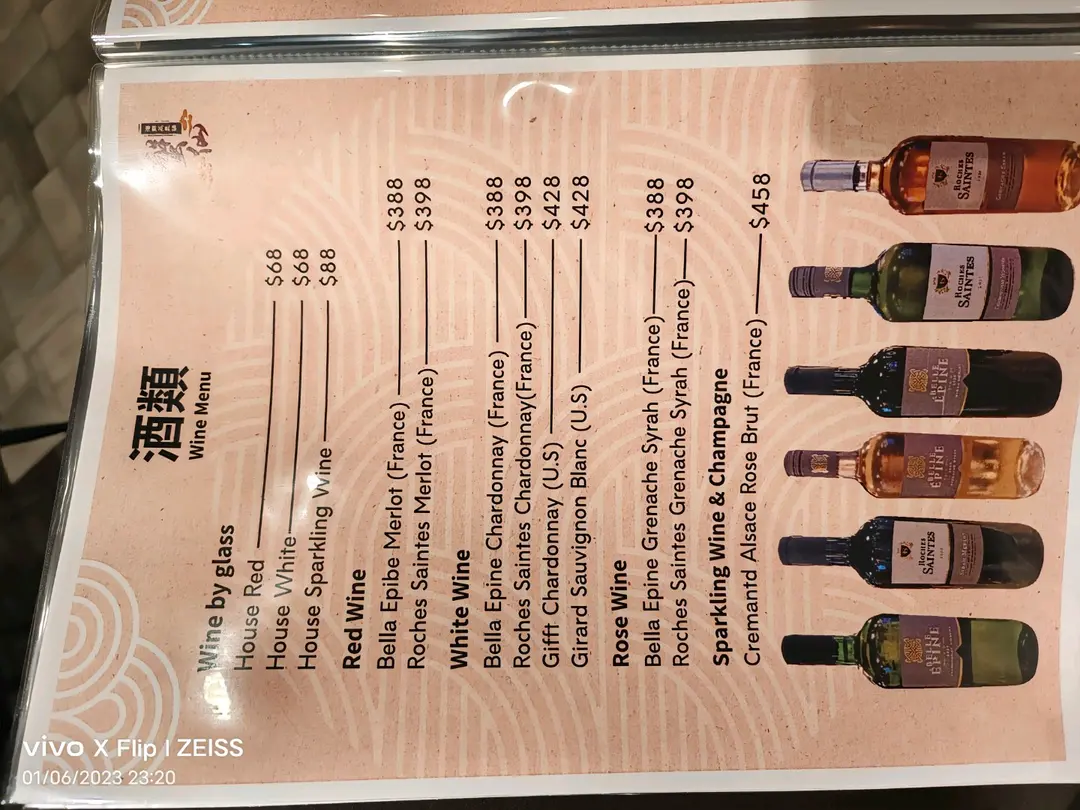 酒類
Wine Menu
Wine by glass
House Red $68
House White $68
House Sparkling Wine $88
Red Wine
Bella Epibe Merlot (France) $388
Roches Saintes Merlot (France) $398
White Wine
Bella Epine Chardonnay (France) $388
Roches Saintes Chardonnay(France) $398
Gifft Chardonnay (U.S) $428
Girard Sauvignon Blanc (U.S) $428
Rose Wine
Bella Epine Grenache Syrah (France) $388
Roches Saintes Grenache Syrah (France) $398
Sparkling Wine & Champagne
Cremantd Alsace Rose Brut (France) $458
BELLE
EPINE
ROCHES
SAINTES
BELLE
EPINE
BELLE
EPINE
ROCHES
SAINTES
ROCHES
SAINTES
vivo X Flip | ZEISS
01/06/2023 23:20